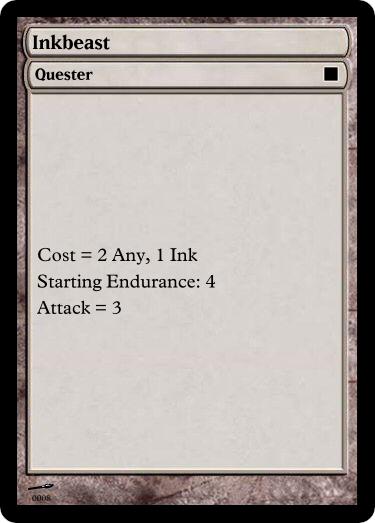 Inkbeast
Quester
Cost = 2 Any, 1 Ink
Starting Endurance: 4
Attack = 3
0008